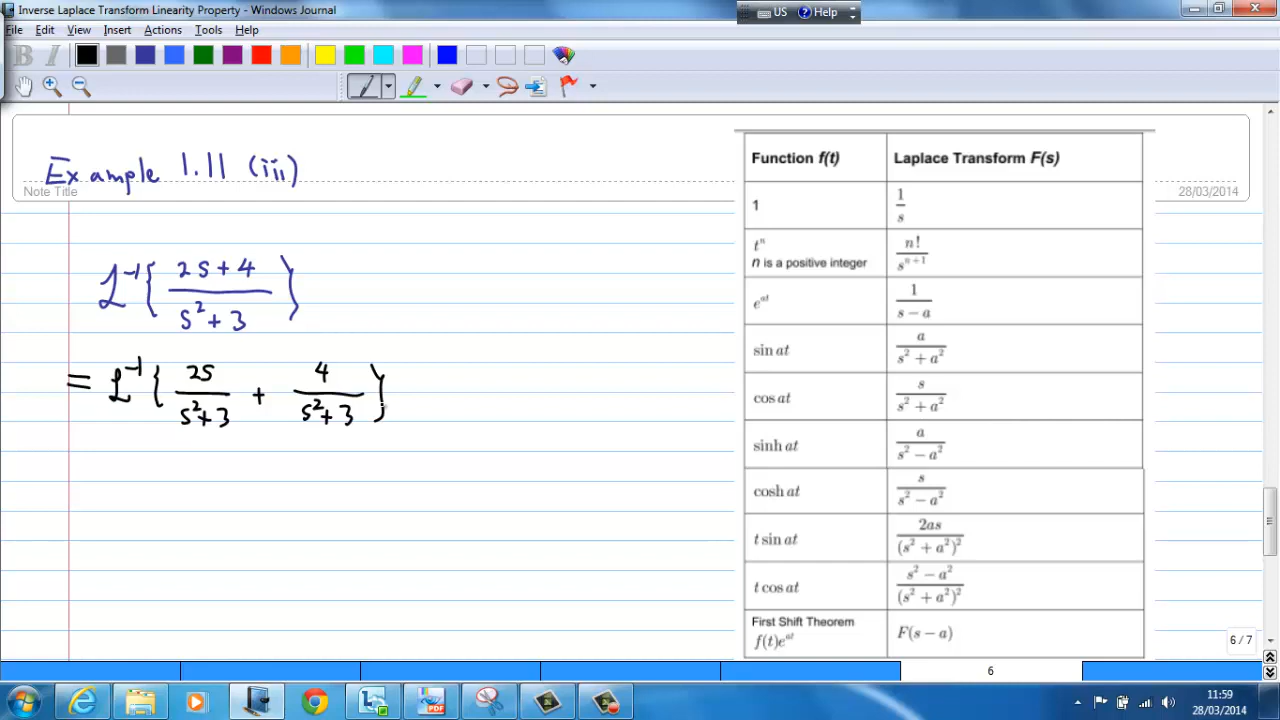 Inverse Laplace Transform Linearity Property - Windows Journal
US Help
File Edit View Insert Actions Tools Help
B I
Example 1.11 (iii)
Note Title
28/03/2014
ℒ⁻¹{ (2s+4)/(s²+3) }
= ℒ⁻¹{ 2s/(s²+3) + 4/(s²+3) }
Function f(t) Laplace Transform F(s)
1 1/s
tⁿ n is a positive integer n!/sⁿ⁺¹
eᵃᵗ 1/(s − a)
sin at a/(s² + a²)
cos at s/(s² + a²)
sinh at a/(s² − a²)
cosh at s/(s² − a²)
t sin at 2as/(s² + a²)²
t cos at (s² − a²)/(s² + a²)²
First Shift Theorem
f(t)eᵃᵗ F(s − a)
6 / 7
6
11:59
28/03/2014